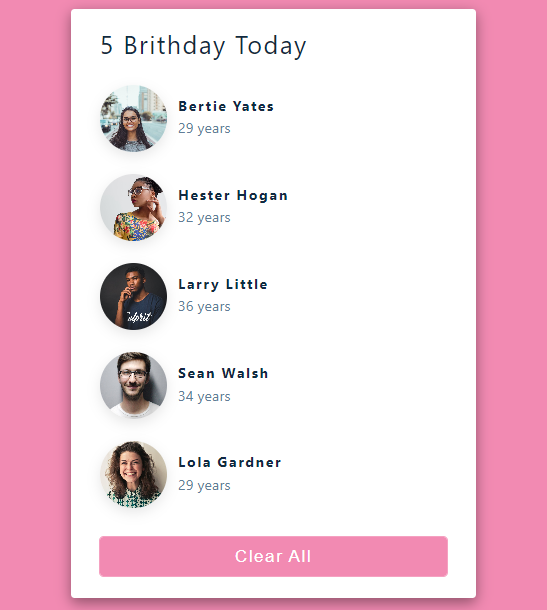 5 Brithday Today
Bertie Yates
29 years
Hester Hogan
32 years
Larry Little
36 years
Sean Walsh
34 years
Lola Gardner
29 years
Clear All